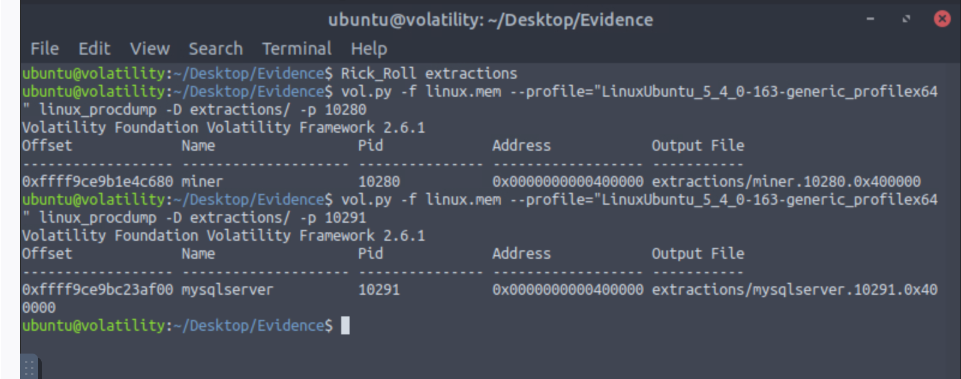 ubuntu@volatility: ~/Desktop/Evidence
File Edit View Search Terminal Help
ubuntu@volatility:~/Desktop/Evidence$ Rick_Roll extractions
ubuntu@volatility:~/Desktop/Evidence$ vol.py -f linux.mem --profile="LinuxUbuntu_5_4_0-163-generic_profilex64
" linux_procdump -D extractions/ -p 10280
Volatility Foundation Volatility Framework 2.6.1
Offset Name Pid Address Output File
------------------ -------------------- --------------- ------------------ -----------
0xffff9ce9b1e4c680 miner 10280 0x0000000000400000 extractions/miner.10280.0x400000
ubuntu@volatility:~/Desktop/Evidence$ vol.py -f linux.mem --profile="LinuxUbuntu_5_4_0-163-generic_profilex64
" linux_procdump -D extractions/ -p 10291
Volatility Foundation Volatility Framework 2.6.1
Offset Name Pid Address Output File
------------------ -------------------- --------------- ------------------ -----------
0xffff9ce9bc23af00 mysqlserver 10291 0x0000000000400000 extractions/mysqlserver.10291.0x40
0000
ubuntu@volatility:~/Desktop/Evidence$